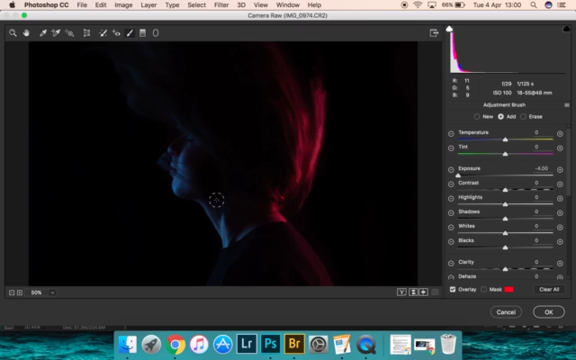 Photoshop CC File Edit Image Layer Type Select Filter 3D View Window Help 66% Tue 4 Apr 13:00
Camera Raw (IMG_0974.CR2)
R: 11
G: 5
B: 9
f/29 1/125 s
ISO 100 18-55@48 mm
Adjustment Brush
New Add Erase
Temperature 0
Tint 0
Exposure -4.00
Contrast 0
Highlights 0
Shadows 0
Whites 0
Blacks 0
Clarity 0
Dehaze 0
50%
Y
Overlay Mask Clear All
Cancel OK
Lr Ps Br